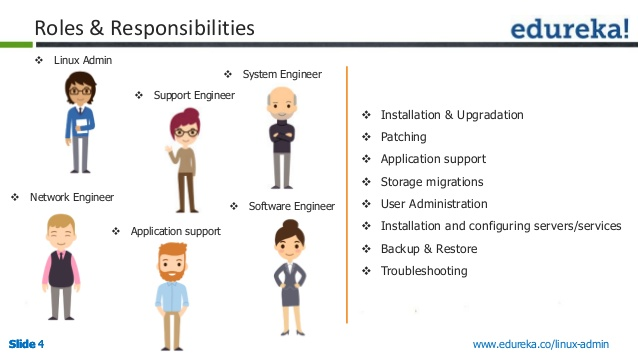 Roles & Responsibilities
edureka!
❖ Linux Admin
❖ System Engineer
❖ Support Engineer
❖ Network Engineer
❖ Software Engineer
❖ Application support
❖ Installation & Upgradation
❖ Patching
❖ Application support
❖ Storage migrations
❖ User Administration
❖ Installation and configuring servers/services
❖ Backup & Restore
❖ Troubleshooting
Slide 4
www.edureka.co/linux-admin